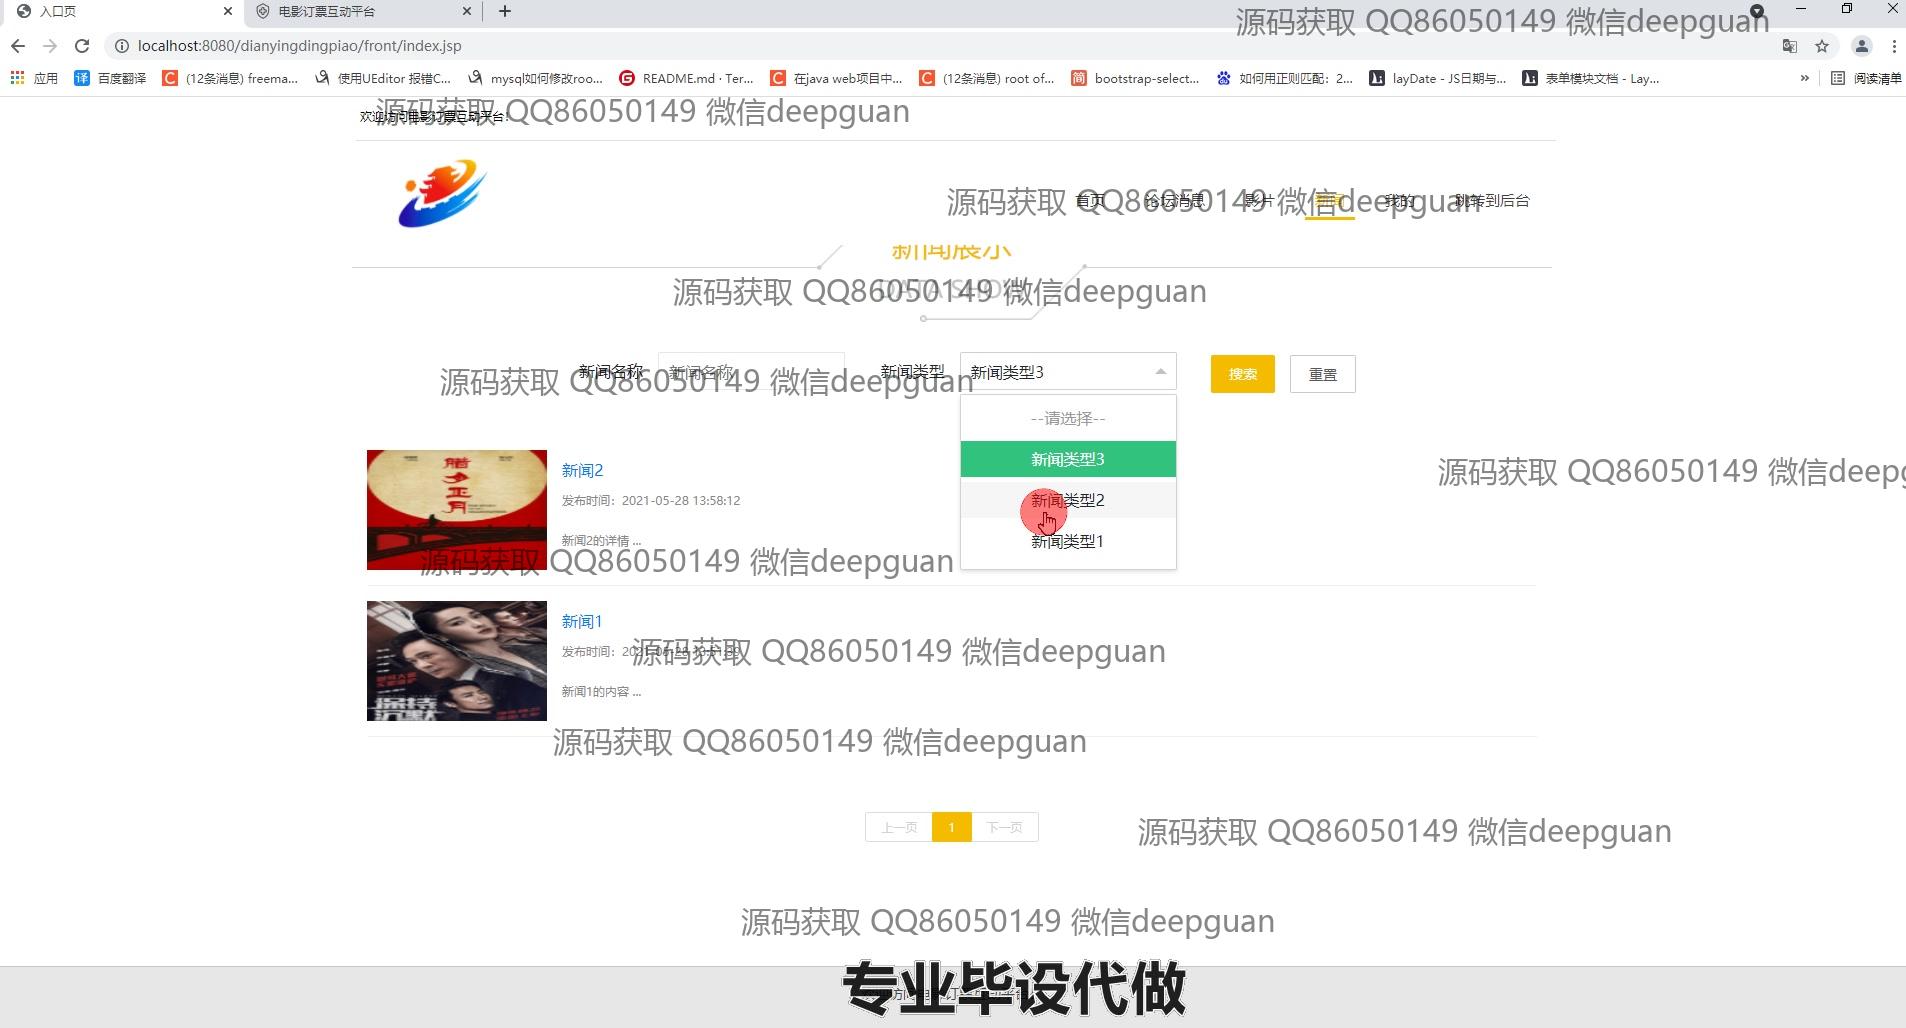 入口页
电影订票互动平台
源码获取 QQ86050149 微信deepguan
localhost:8080/dianyingdingpiao/front/index.jsp
应用
百度翻译
(12条消息) freema...
使用UEditor 报错C...
mysql如何修改roo...
README.md · Ter...
在java web项目中...
(12条消息) root of...
bootstrap-select...
如何用正则匹配：2...
layDate - JS日期与...
表单模块文档 - Lay...
阅读清单
欢迎访问电影订票互动平台!
源码获取 QQ86050149 微信deepguan
首页
论坛消息
影片
新闻
我的
跳转到后台
源码获取 QQ86050149 微信deepguan
新闻展示
DATA SHOW
源码获取 QQ86050149 微信deepguan
新闻名称
新闻名称
新闻类型
新闻类型3
搜索
重置
源码获取 QQ86050149 微信deepguan
--请选择--
新闻类型3
新闻类型2
新闻类型1
腊月正月
新闻2
发布时间：2021-05-28 13:58:12
新闻2的详情 ...
源码获取 QQ86050149 微信deepg
源码获取 QQ86050149 微信deepguan
保持沉默
新闻1
发布时间：
新闻1的内容 ...
源码获取 QQ86050149 微信deepguan
源码获取 QQ86050149 微信deepguan
上一页
1
下一页
源码获取 QQ86050149 微信deepguan
源码获取 QQ86050149 微信deepguan
专业毕设代做